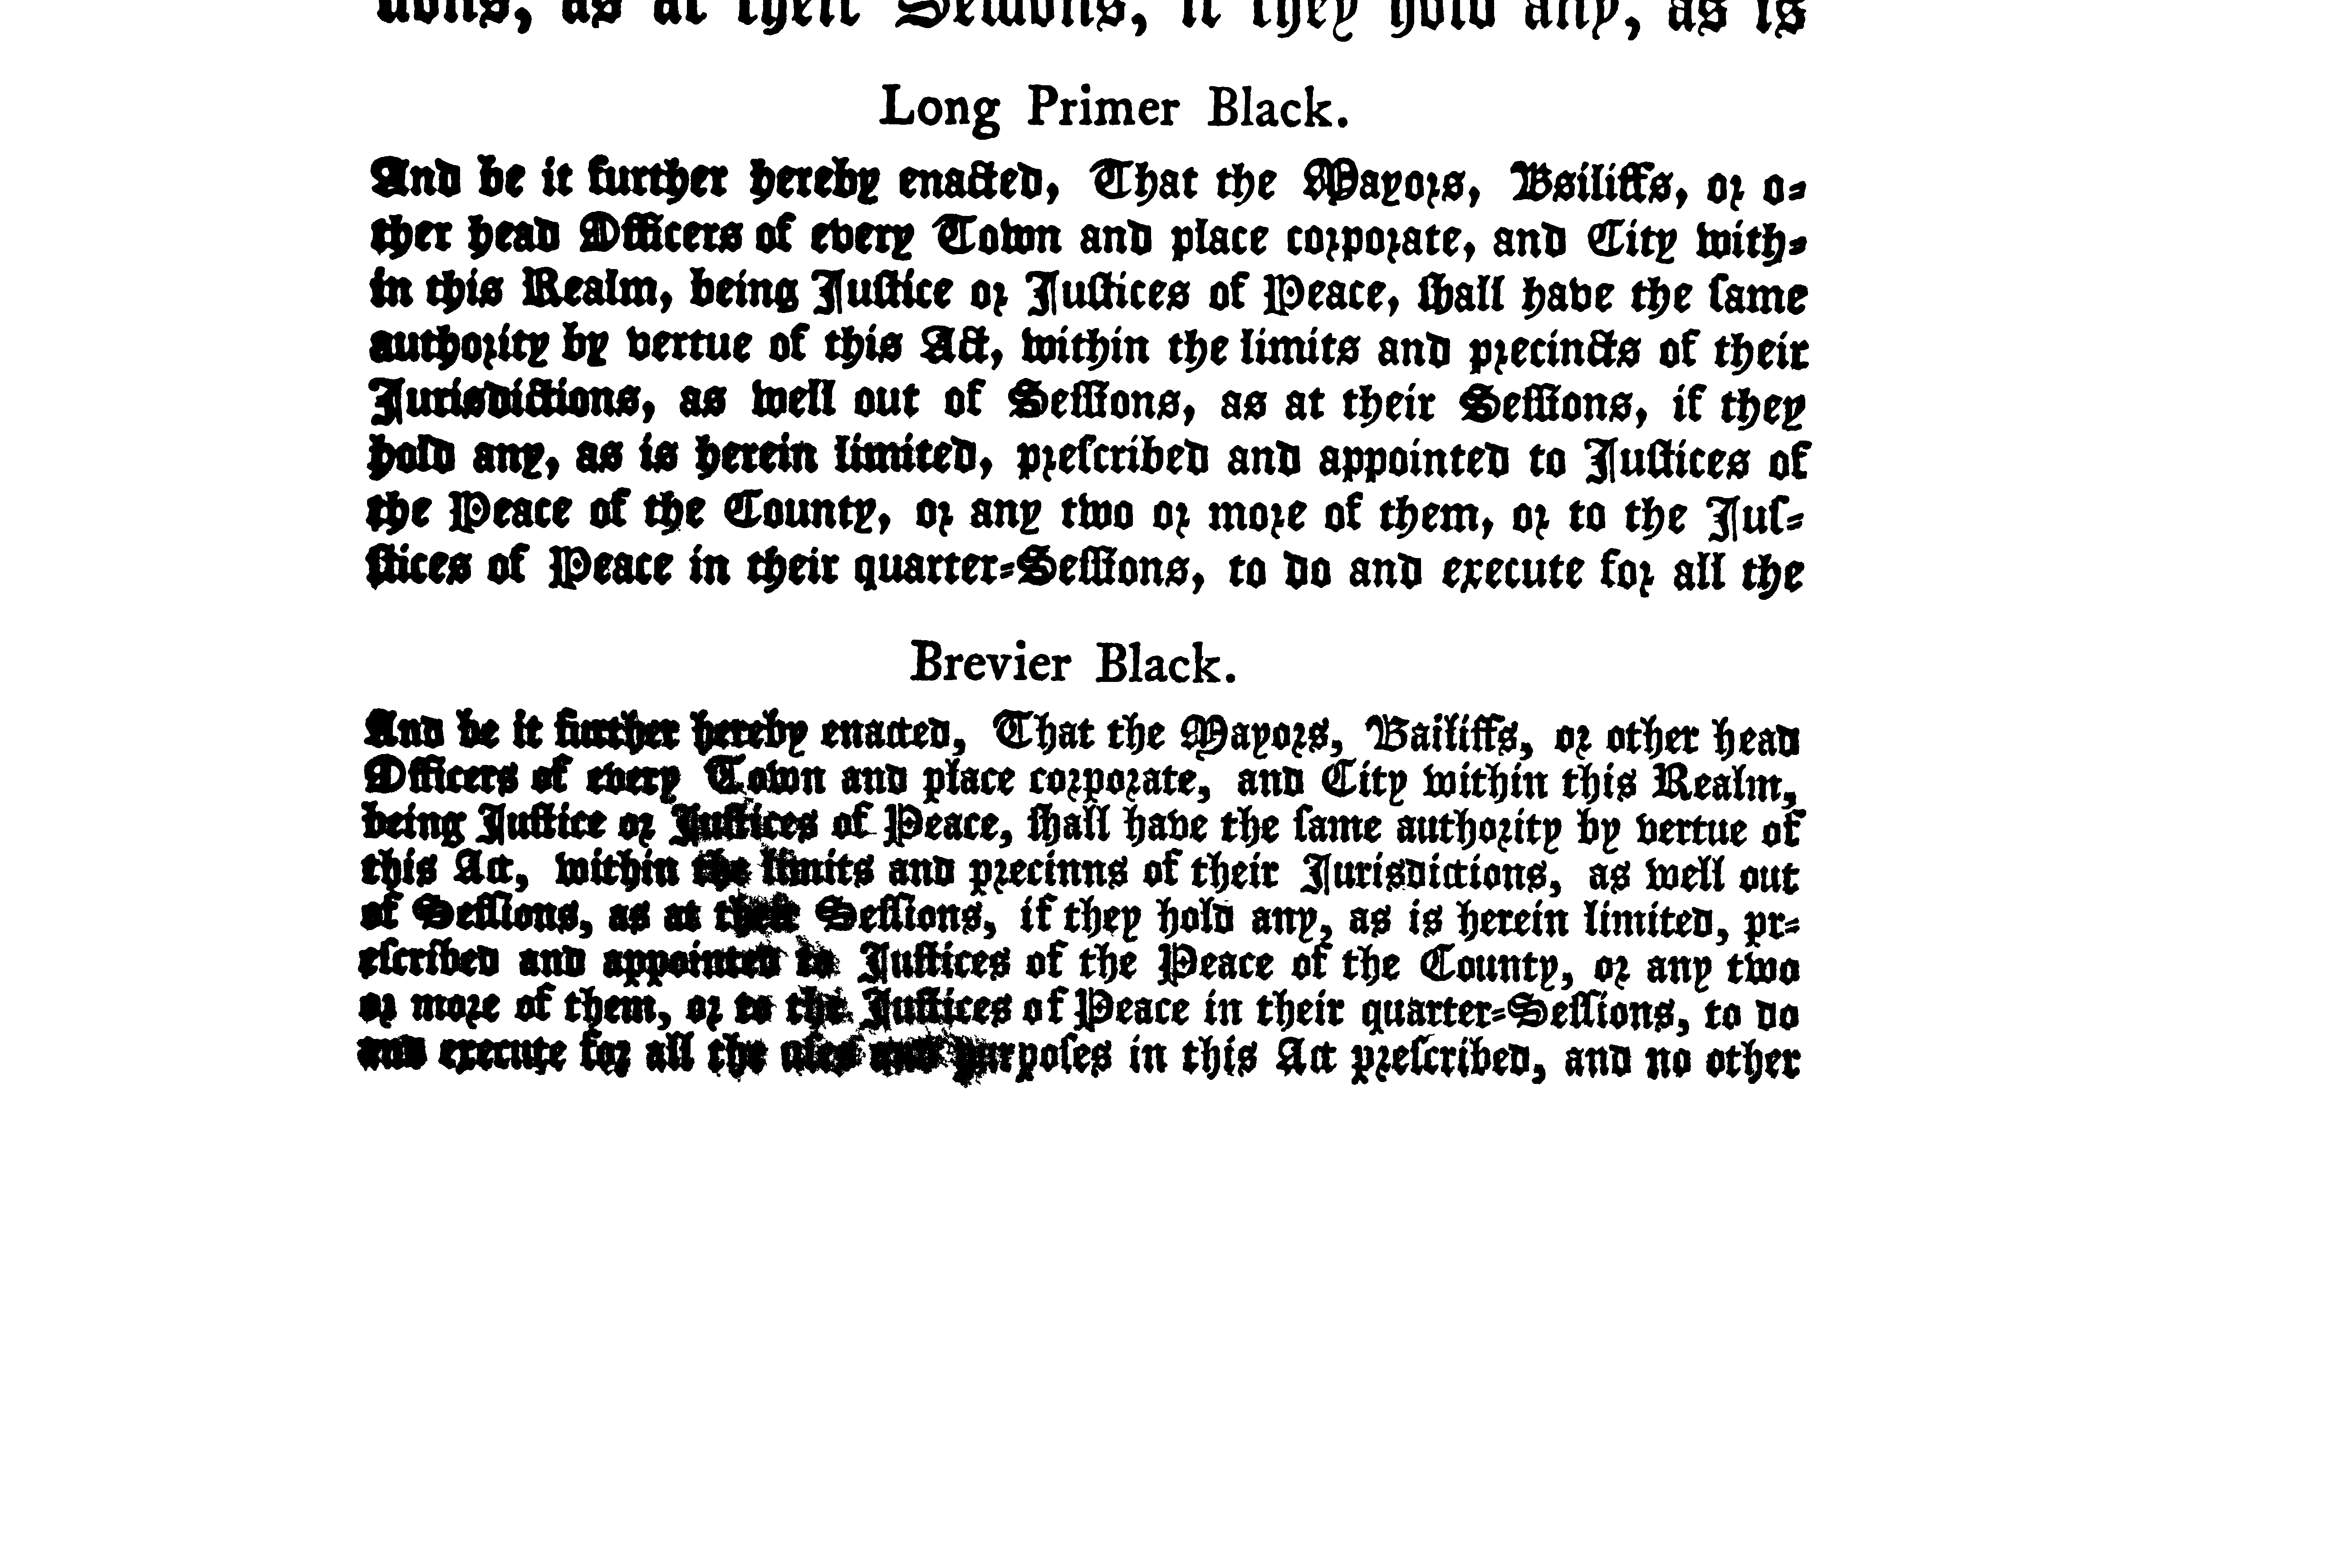 tions, as at their Sessions, if they hold any, as is
Long Primer Black.
And be it further hereby enacted, That the Mayors, Bsiliffs, or o-
ther head Officers of every Town and place corporate, and City with-
in this Realm, being Justice or Justices of Peace, shall have the same
authority by vertue of this Act, within the limits and precincts of their
Jurisdictions, as well out of Sessions, as at their Sessions, if they
hold any, as is herein limited, prescribed and appointed to Justices of
the Peace of the County, or any two or more of them, or to the Jus-
stices of Peace in their quarter-Sessions, to do and execute for all the
Brevier Black.
And be it further hereby enacted, That the Mayors, Bailiffs, or other head
Officers of every Town and place corporate, and City within this Realm,
being Justice or Justices of Peace, shall have the same authority by vertue of
this Act, within the limits and precinns of their Jurisdictions, as well out
of Sessions, as at their Sessions, if they hold any, as is herein limited, pr-
escribed and appointed to Justices of the Peace of the County, or any two
or more of them, or to the Justices of Peace in their quarter-Sessions, to do
and execute for all the uses and purposes in this Act prescribed, and no other